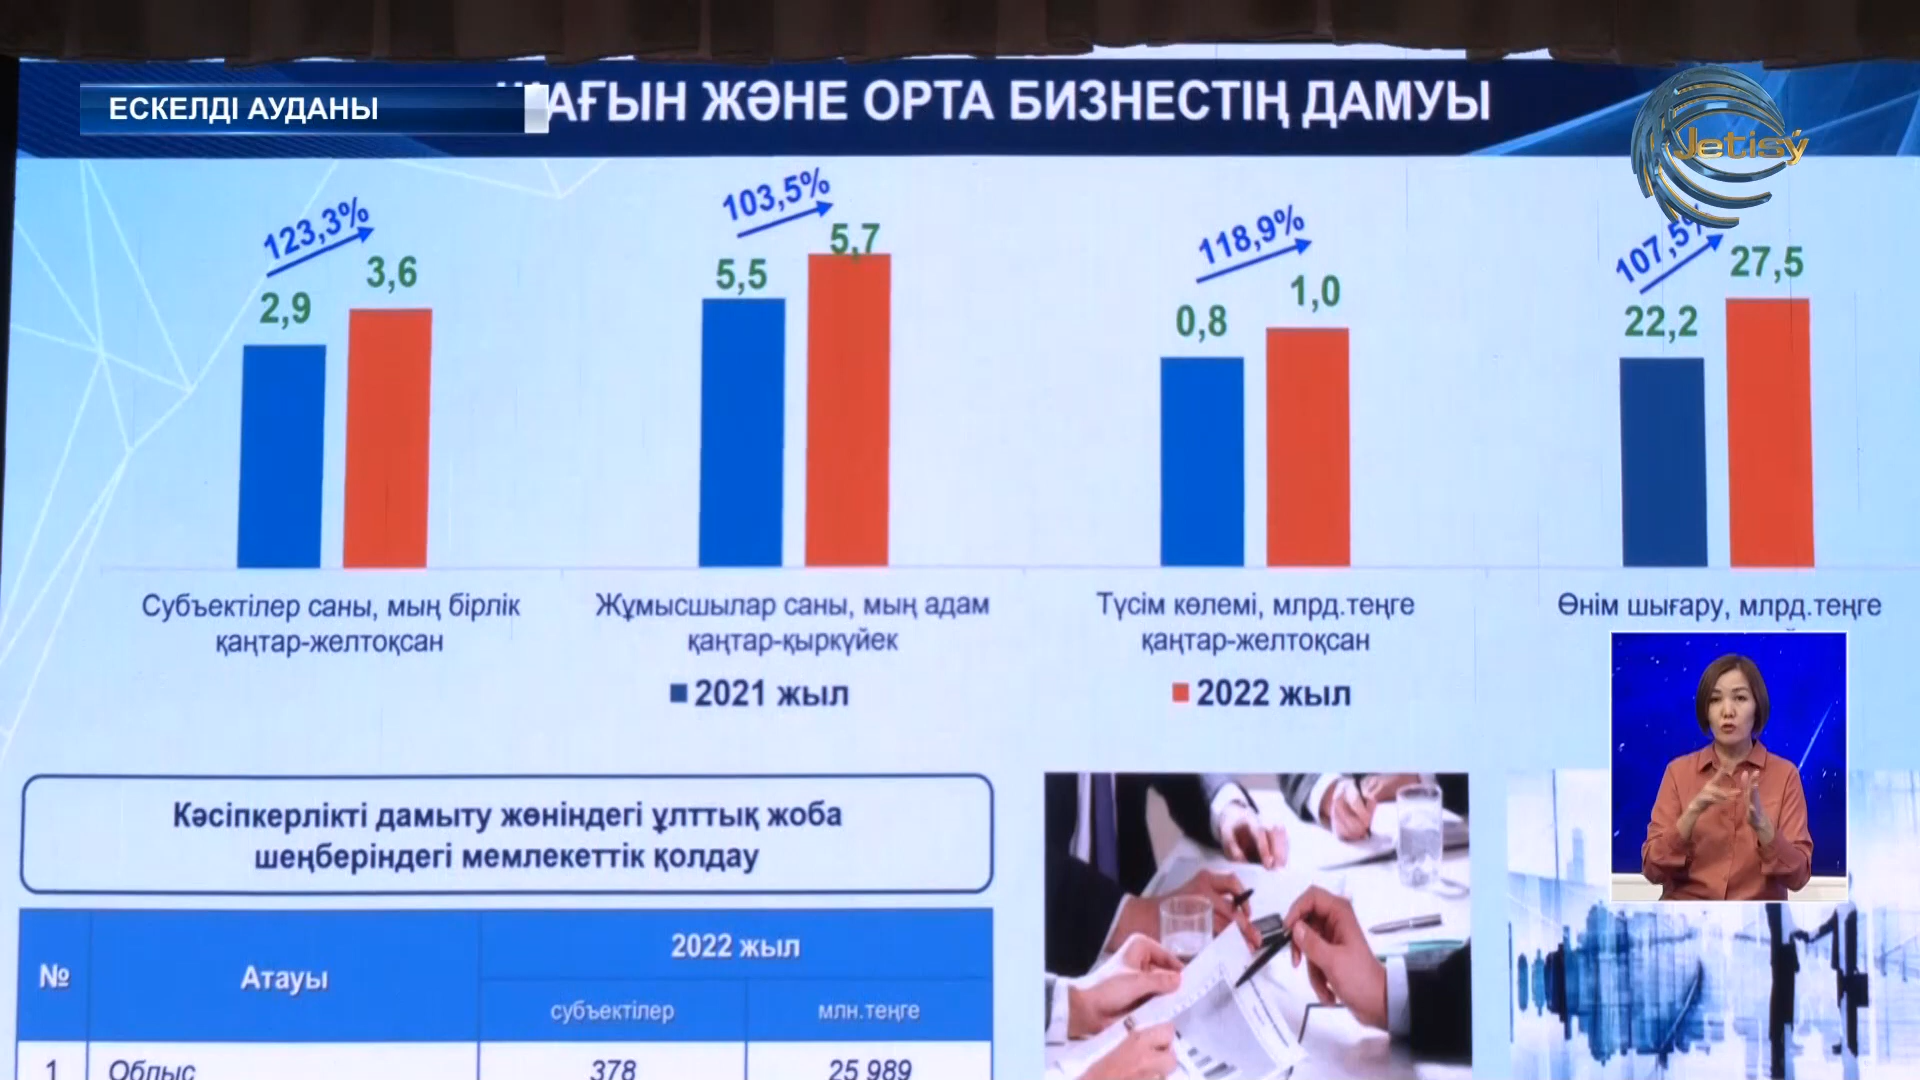 ЕСКЕЛДІ АУДАНЫ
ЖӘНЕ ОРТА БИЗНЕСТІҢ ДАМУЫ
Jetisý
123,3%
103,5%
118,9%
107,5%
2,9
3,6
5,5
5,7
0,8
1,0
22,2
27,5
Субъектілер саны, мың бірлік
қаңтар-желтоқсан
Жұмысшылар саны, мың адам
қаңтар-қыркүйек
Түсім көлемі, млрд.теңге
қаңтар-желтоқсан
Өнім шығару, млрд.теңге
2021 жыл
2022 жыл
Кәсіпкерлікті дамыту жөніндегі ұлттық жоба
шеңберіндегі мемлекеттік қолдау
№
Атауы
2022 жыл
субъектілер
млн.теңге
1
Облыс
378
25 989